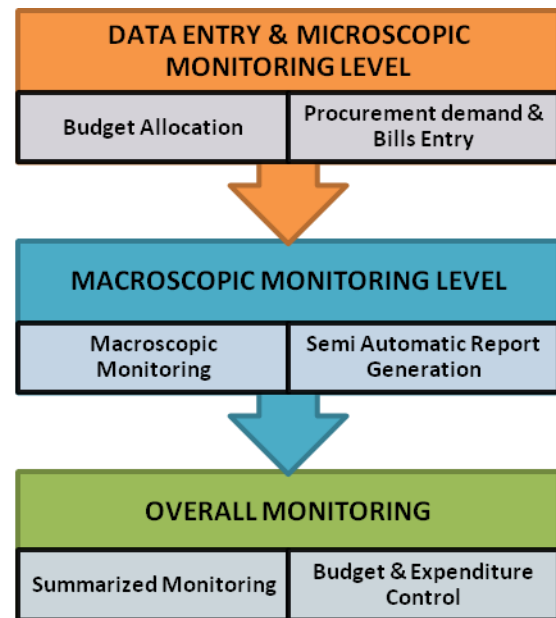 DATA ENTRY & MICROSCOPIC
MONITORING LEVEL
Budget Allocation
Procurement demand &
Bills Entry
MACROSCOPIC MONITORING LEVEL
Macroscopic
Monitoring
Semi Automatic Report
Generation
OVERALL MONITORING
Summarized Monitoring
Budget & Expenditure
Control